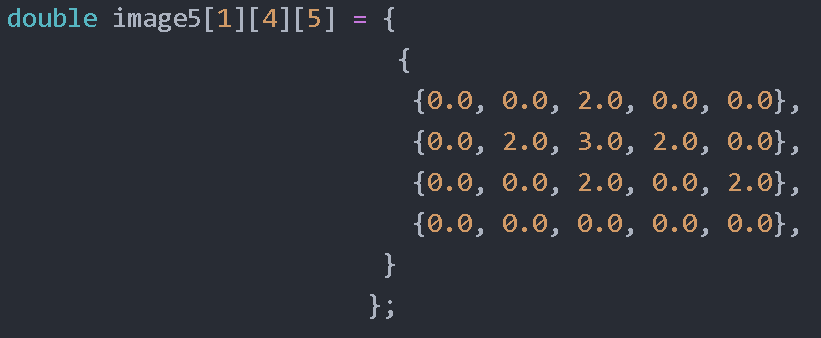 double image5[1][4][5] = {
{
{0.0, 0.0, 2.0, 0.0, 0.0},
{0.0, 2.0, 3.0, 2.0, 0.0},
{0.0, 0.0, 2.0, 0.0, 2.0},
{0.0, 0.0, 0.0, 0.0, 0.0},
}
};